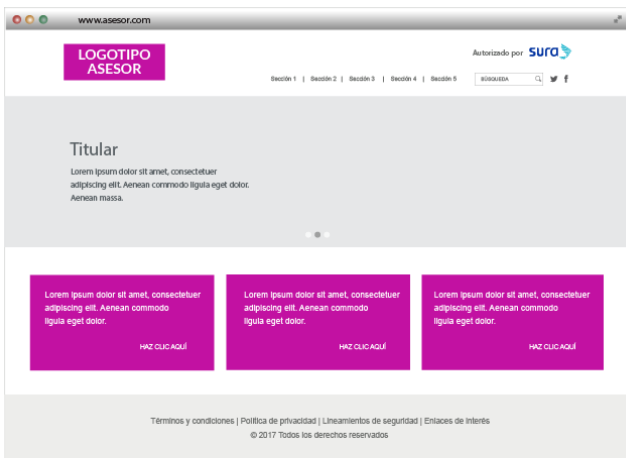 www.asesor.com
LOGOTIPO
ASESOR
Autorizado por sura
Sección 1 | Sección 2 | Sección 3 | Sección 4 | Sección 5
BÚSQUEDA
Titular
Lorem ipsum dolor sit amet, consectetuer
adipiscing elit. Aenean commodo ligula eget dolor.
Aenean massa.
Lorem ipsum dolor sit amet, consectetuer
adipiscing elit. Aenean commodo
ligula eget dolor.
HAZ CLIC AQUÍ
Lorem ipsum dolor sit amet, consectetuer
adipiscing elit. Aenean commodo
ligula eget dolor.
HAZ CLIC AQUÍ
Lorem ipsum dolor sit amet, consectetuer
adipiscing elit. Aenean commodo
ligula eget dolor.
HAZ CLIC AQUÍ
Términos y condiciones | Política de privacidad | Lineamientos de seguridad | Enlaces de interés
© 2017 Todos los derechos reservados